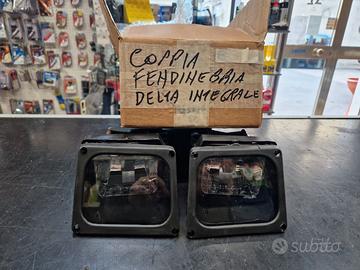 COPPIA
FENDINEBBIA
DELTA INTEGRALE
subito